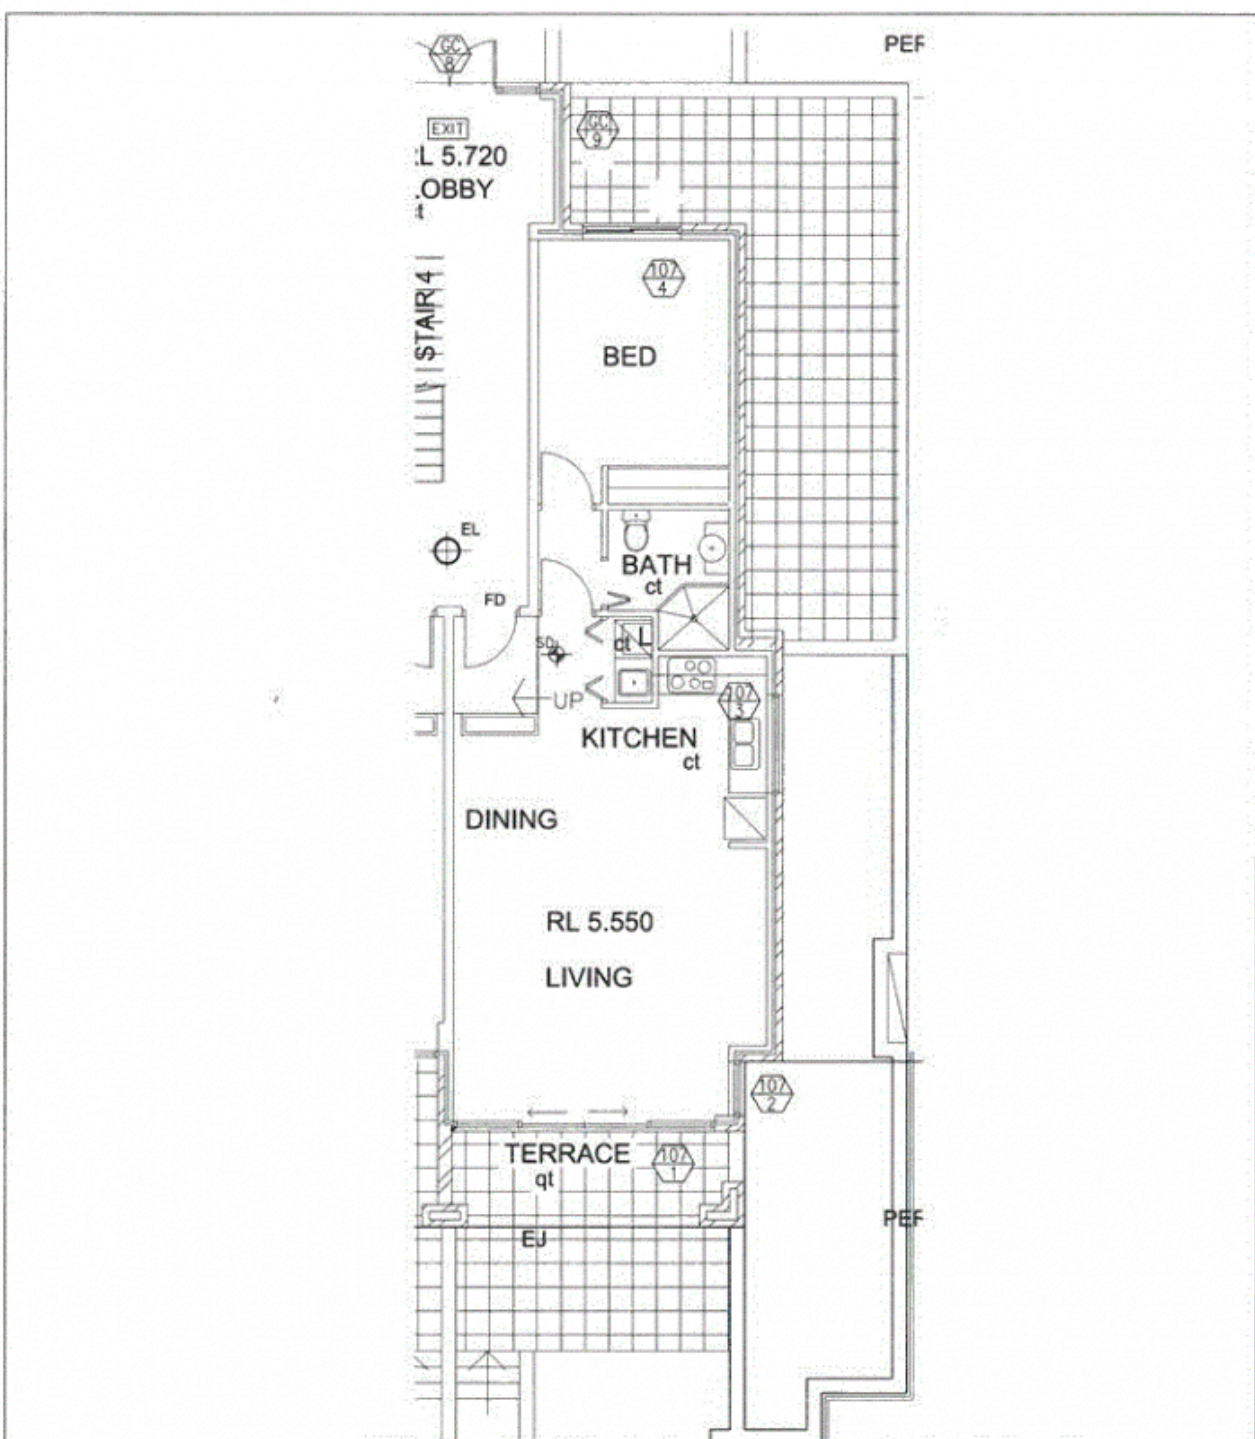 PEF
GC
8
EXIT
GC
9
L 5.720
OBBY
t
107
4
STAIR 4
BED
EL
BATH
ct
FD
SD
ct
L
UP
107
3
KITCHEN
ct
DINING
RL 5.550
LIVING
107
2
TERRACE
qt
107
1
PEF
EJ